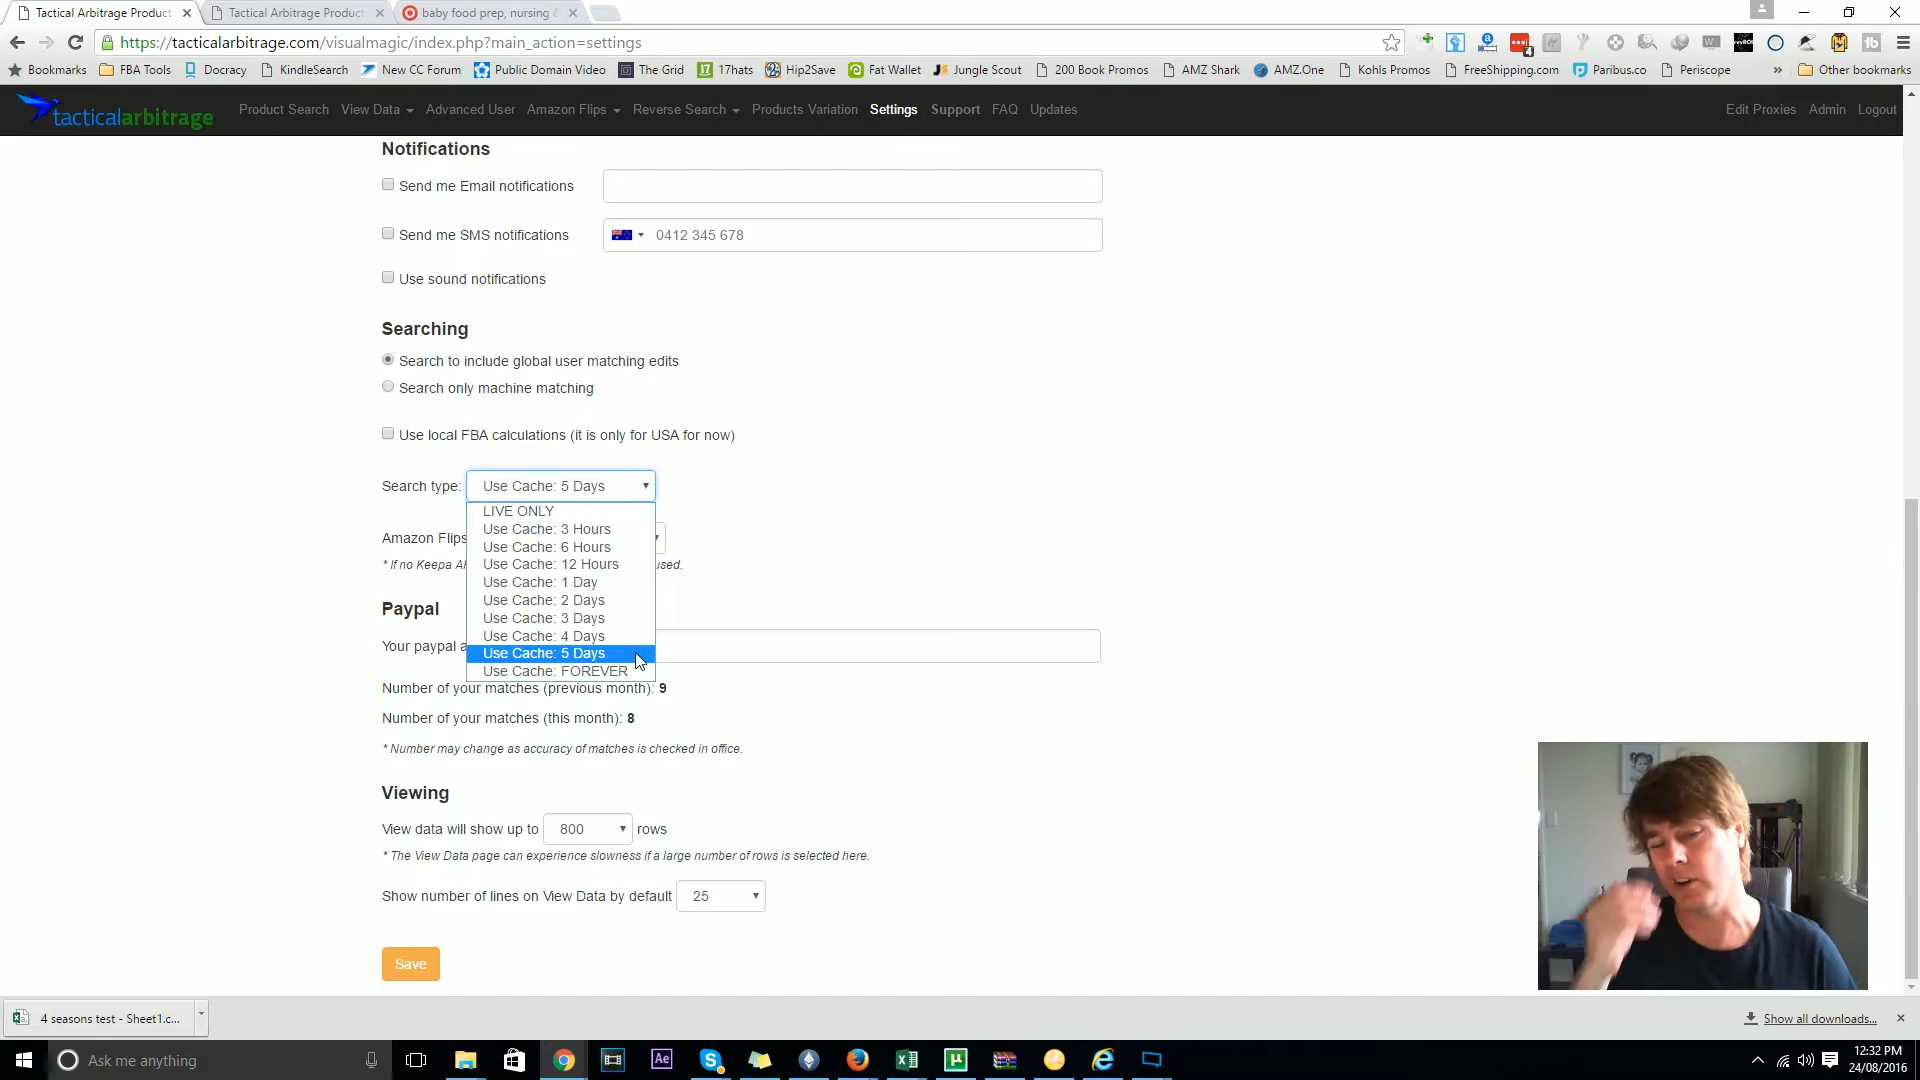 Tactical Arbitrage Product
Tactical Arbitrage Product
baby food prep, nursing
https://tacticalarbitrage.com/visualmagic/index.php?main_action=settings
Bookmarks
FBA Tools
Docracy
KindleSearch
New CC Forum
Public Domain Video
The Grid
17hats
Hip2Save
Fat Wallet
Jungle Scout
200 Book Promos
AMZ Shark
AMZ.One
Kohls Promos
FreeShipping.com
Paribus.co
Periscope
Other bookmarks
tacticalarbitrage
Product Search
View Data
Advanced User
Amazon Flips
Reverse Search
Products Variation
Settings
Support
FAQ
Updates
Edit Proxies
Admin
Logout
Notifications
Send me Email notifications
Send me SMS notifications
0412 345 678
Use sound notifications
Searching
Search to include global user matching edits
Search only machine matching
Use local FBA calculations (it is only for USA for now)
Search type: Use Cache: 5 Days
LIVE ONLY
Use Cache: 3 Hours
Amazon Flips
Use Cache: 6 Hours
* If no Keepa
used.
Use Cache: 12 Hours
Use Cache: 1 Day
Use Cache: 2 Days
Paypal
Use Cache: 3 Days
Use Cache: 4 Days
Your paypal a
Use Cache: 5 Days
Use Cache: FOREVER
Number of your matches (previous month): 9
Number of your matches (this month): 8
* Number may change as accuracy of matches is checked in office.
Viewing
View data will show up to 800 rows
* The View Data page can experience slowness if a large number of rows is selected here.
Show number of lines on View Data by default 25
Save
4 seasons test - Sheet1.c...
Show all downloads...
Ask me anything
12:32 PM
24/08/2016